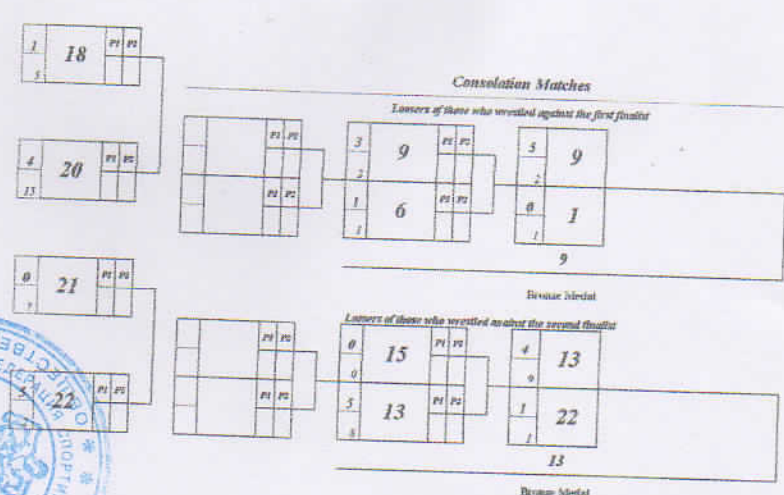 1 18 P1 P2
5
Consolation Matches
Loosers of those who wrestled against the first finalist
P1 P2
3 9 P1 P2
2
5 9
2
4 20 P1 P2
15
P1 P2
1 6 P1 P2
1
0 1
1
9
Bronze Medal
0 21 P1 P2
Loosers of those who wrestled against the second finalist
P1 P2
0 15 P1 P2
0
4 13
9
5 22 P1 P2
P1 P2
5 13 P1 P2
8
1 22
1
13
Bronze Medal